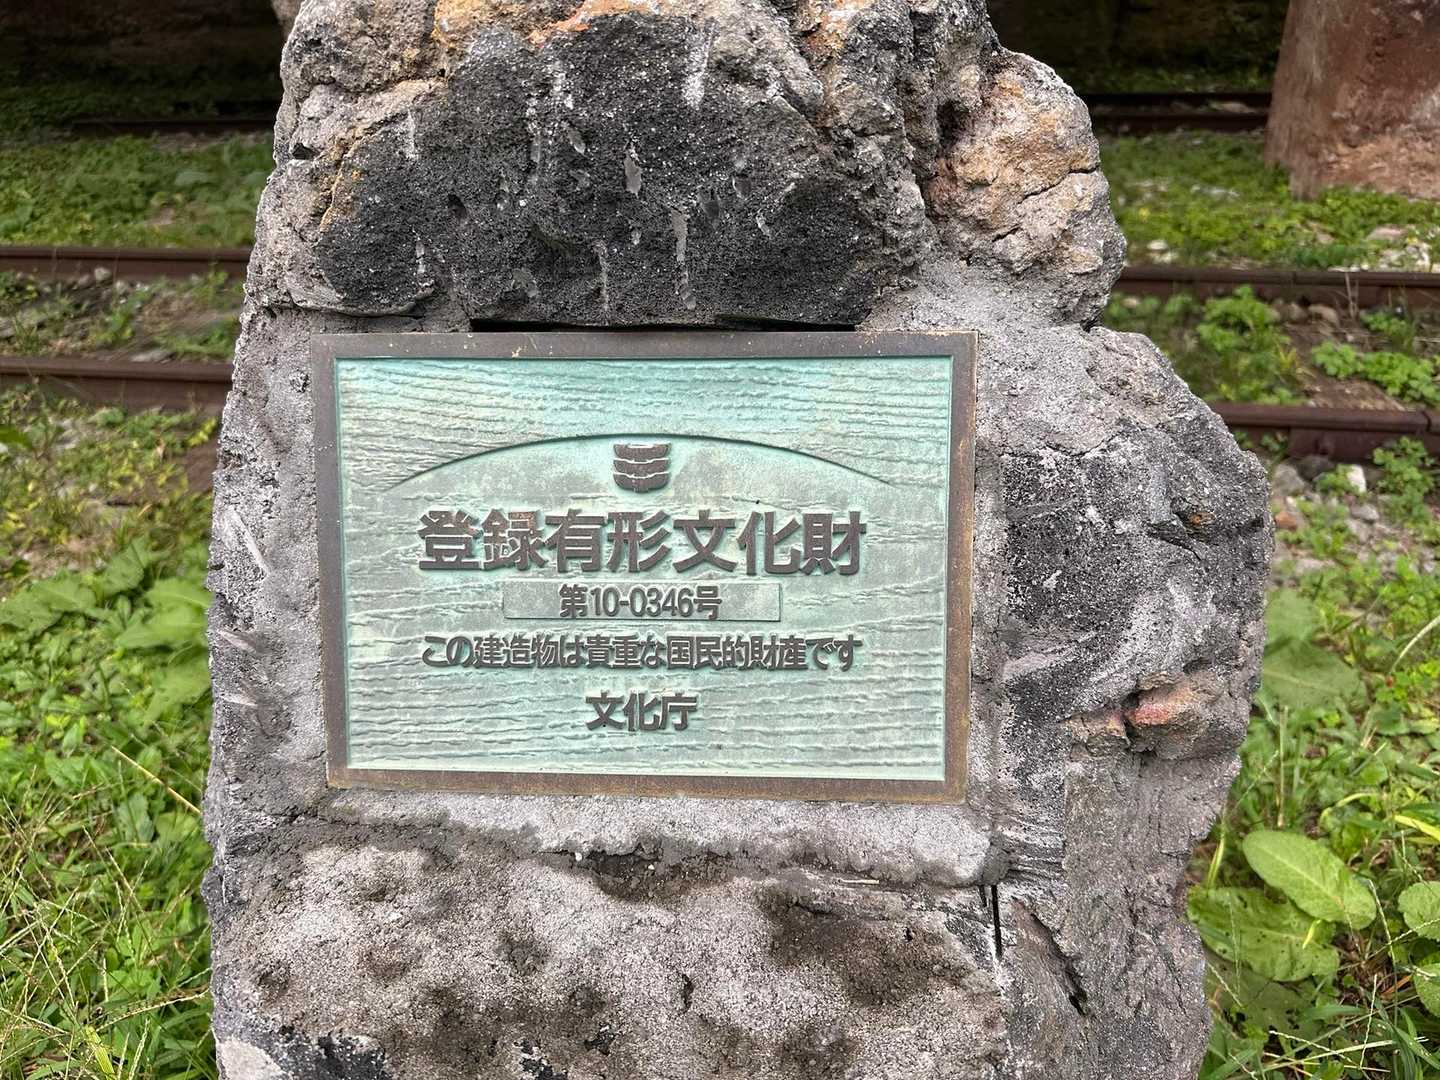 登録有形文化財
第10-0346号
この建造物は貴重な国民的財産です
文化庁